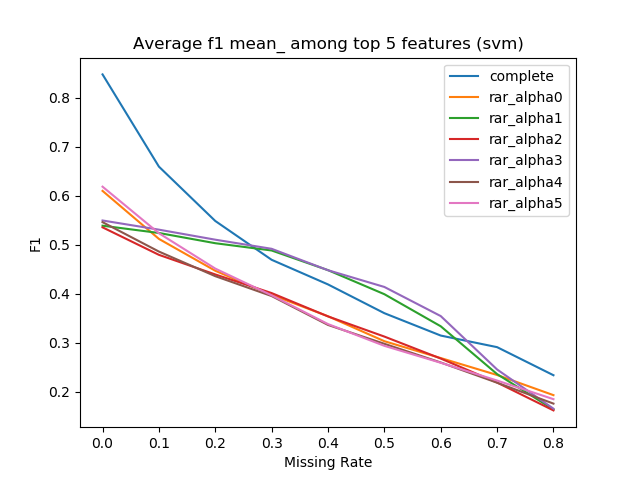 Average f1 mean_ among top 5 features (svm)
complete
rar_alpha0
rar_alpha1
rar_alpha2
rar_alpha3
rar_alpha4
rar_alpha5
F1
0.8
0.7
0.6
0.5
0.4
0.3
0.2
0.0 0.1 0.2 0.3 0.4 0.5 0.6 0.7 0.8
Missing Rate